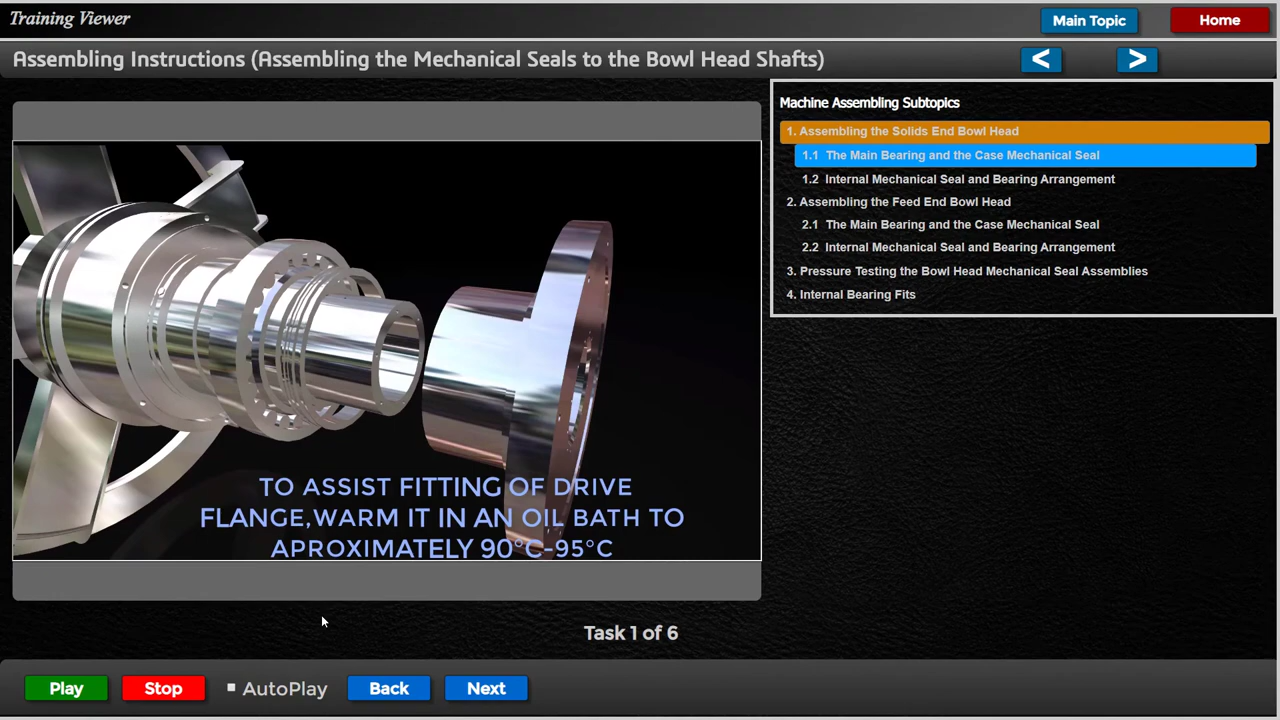 Training Viewer
Main Topic
Home
Assembling Instructions (Assembling the Mechanical Seals to the Bowl Head Shafts)
<
>
Machine Assembling Subtopics
1. Assembling the Solids End Bowl Head
1.1 The Main Bearing and the Case Mechanical Seal
1.2 Internal Mechanical Seal and Bearing Arrangement
2. Assembling the Feed End Bowl Head
2.1 The Main Bearing and the Case Mechanical Seal
2.2 Internal Mechanical Seal and Bearing Arrangement
3. Pressure Testing the Bowl Head Mechanical Seal Assemblies
4. Internal Bearing Fits
TO ASSIST FITTING OF DRIVE
FLANGE,WARM IT IN AN OIL BATH TO
APROXIMATELY 90°C-95°C
Task 1 of 6
Play
Stop
AutoPlay
Back
Next